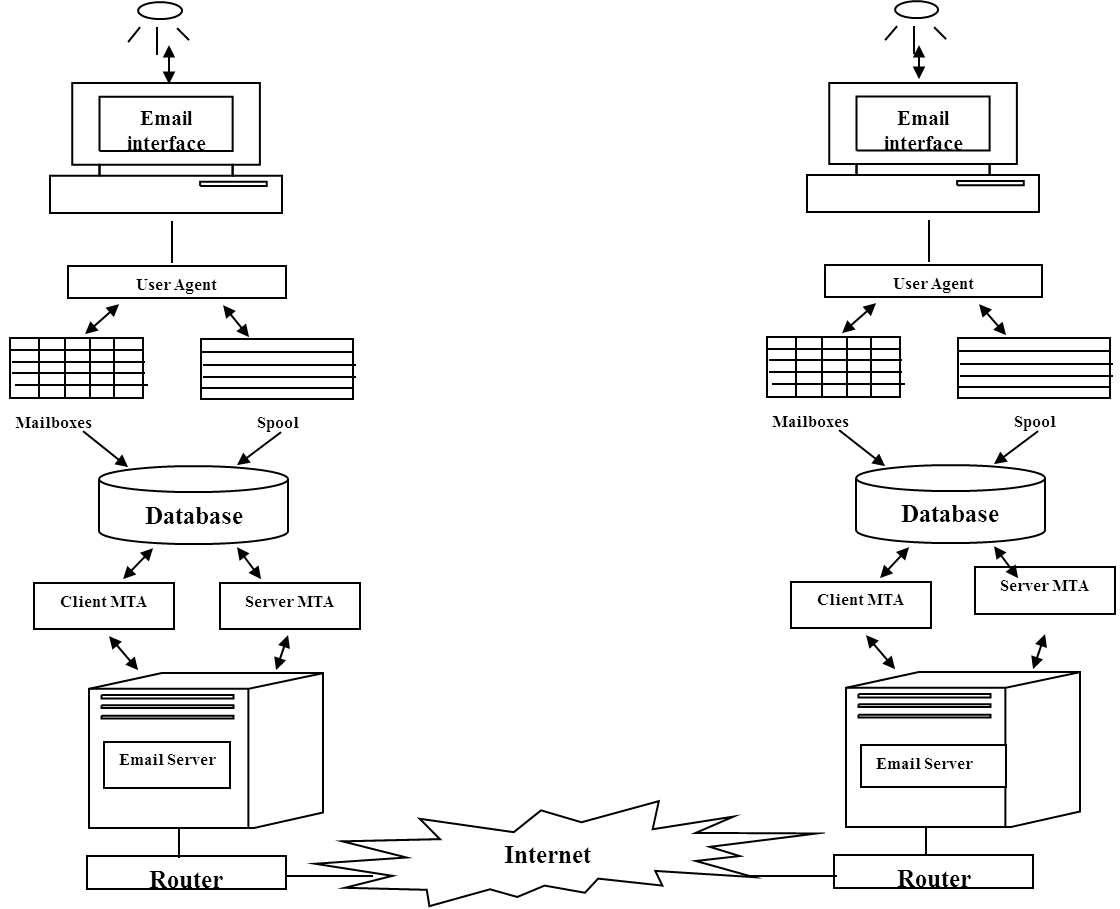 Email
interface
User Agent
Mailboxes
Spool
Database
Client MTA
Server MTA
Email Server
Router
Internet
Email
interface
User Agent
Mailboxes
Spool
Database
Client MTA
Server MTA
Email Server
Router